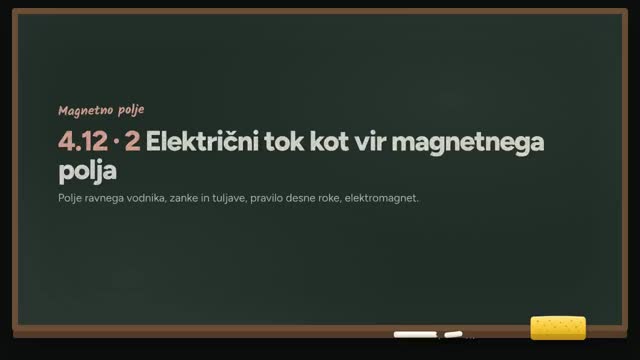 Magnetno polje
4.12 · 2 Električni tok kot vir magnetnega
polja
Polje ravnega vodnika, zanke in tuljave, pravilo desne roke, elektromagnet.